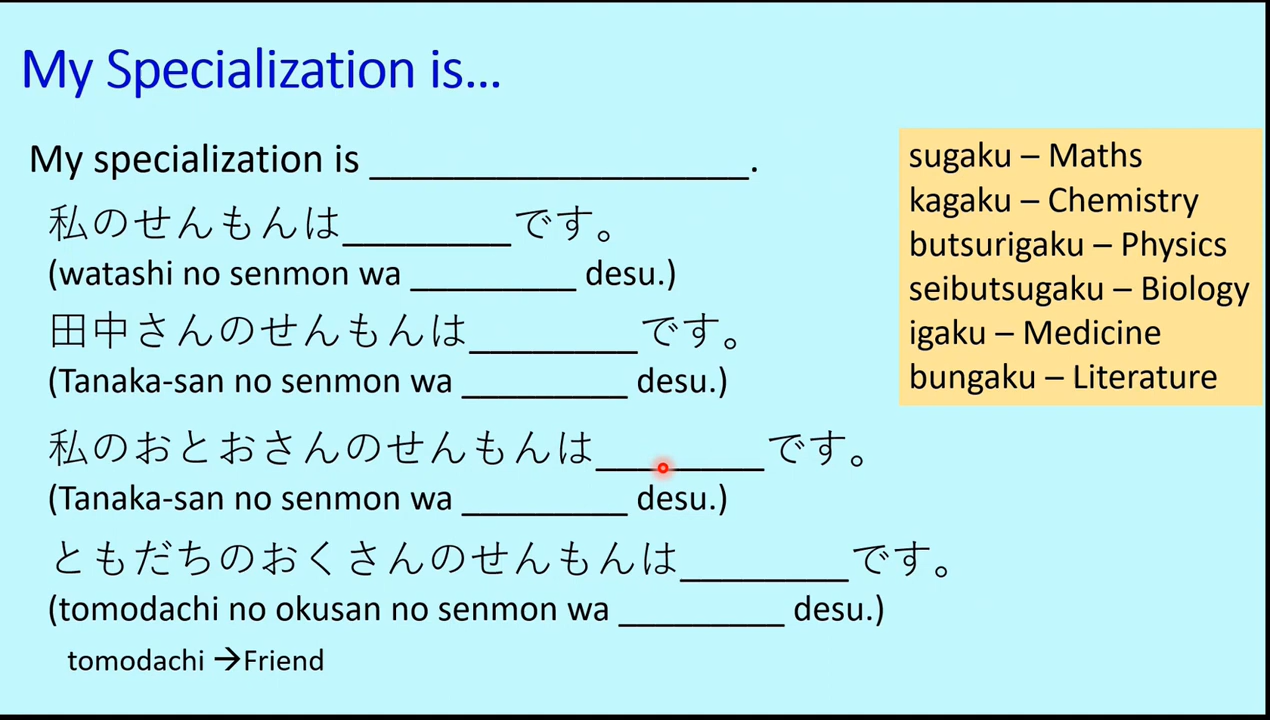 My Specialization is...
My specialization is __________________.
私のせんもんは________です。
(watashi no senmon wa _________ desu.)
田中さんのせんもんは________です。
(Tanaka-san no senmon wa _________ desu.)
私のおとおさんのせんもんは________です。
(Tanaka-san no senmon wa _________ desu.)
ともだちのおくさんのせんもんは________です。
(tomodachi no okusan no senmon wa _________ desu.)
tomodachi →Friend
sugaku – Maths
kagaku – Chemistry
butsurigaku – Physics
seibutsugaku – Biology
igaku – Medicine
bungaku – Literature